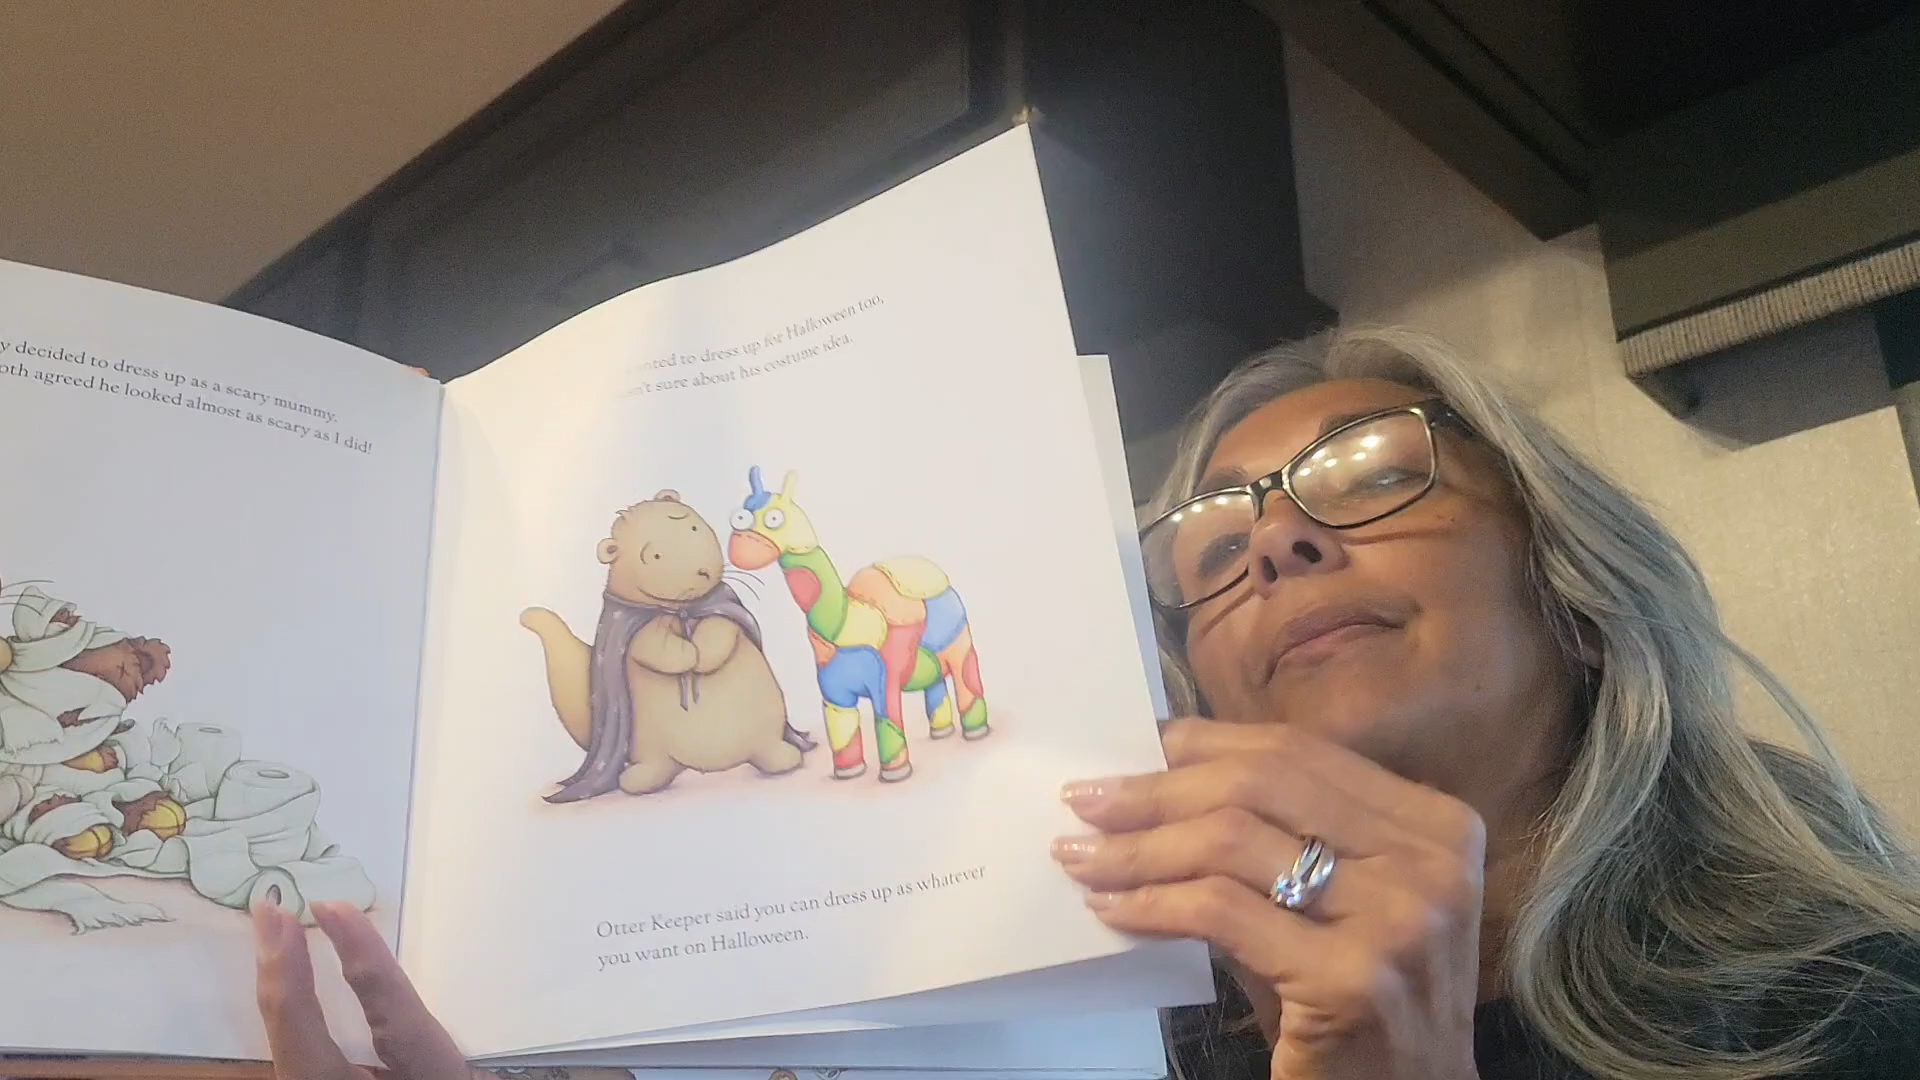 decided to dress up as a scary mummy.
agreed he looked almost as scary as I did!
to dress up for Halloween too,
sure about his costume idea.
Otter Keeper said you can dress up as whatever
you want on Halloween.